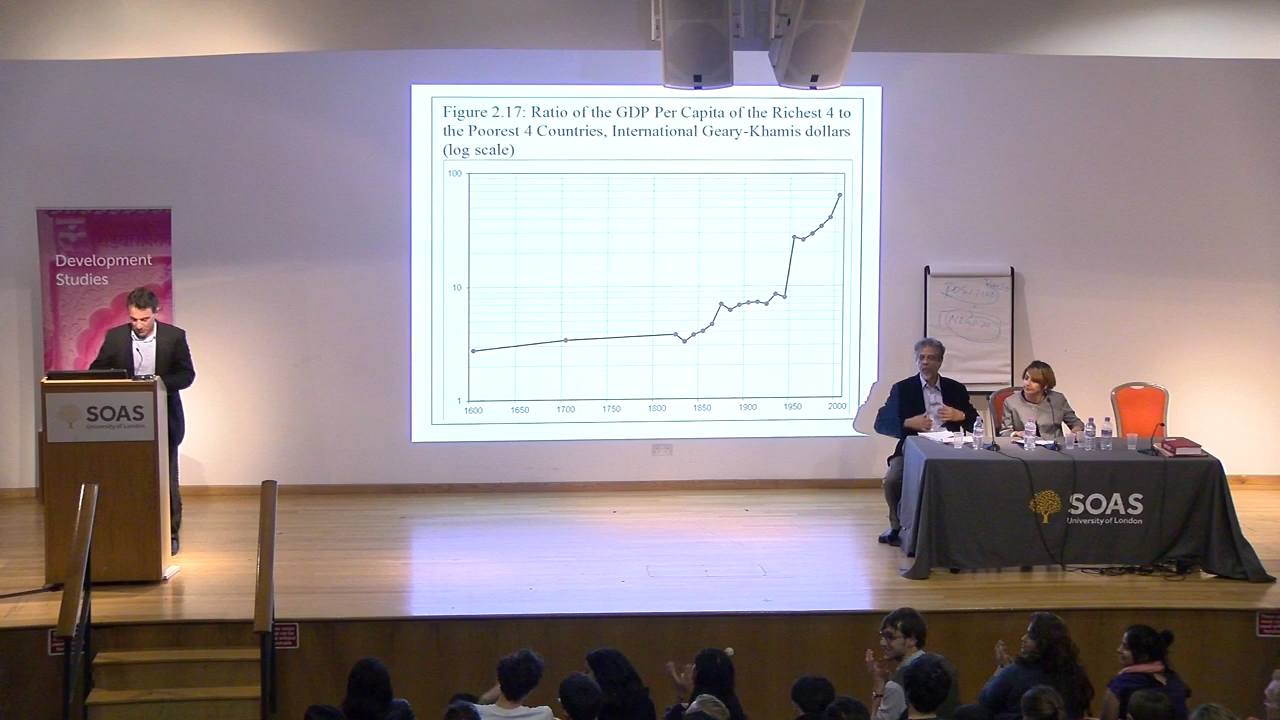 Figure 2.17: Ratio of the GDP Per Capita of the Richest 4 to
the Poorest 4 Countries, International Geary-Khamis dollars
(log scale)
100
10
1
1600 1650 1700 1750 1800 1850 1900 1950 2000
Development
Studies
SOAS
University of London
SOAS
University of London